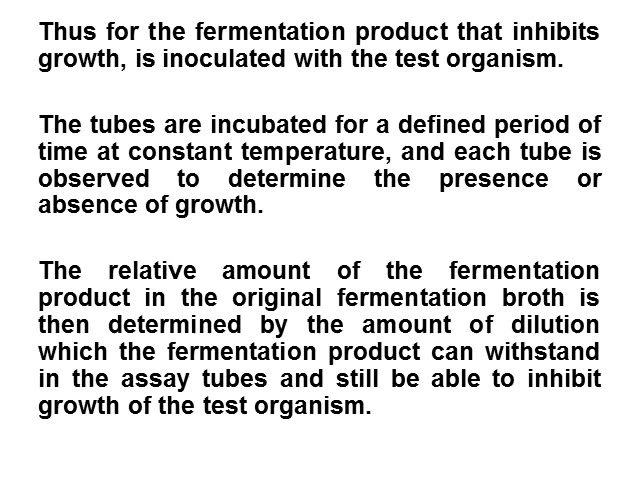 Thus for the fermentation product that inhibits
growth, is inoculated with the test organism.
The tubes are incubated for a defined period of
time at constant temperature, and each tube is
observed to determine the presence or
absence of growth.
The relative amount of the fermentation
product in the original fermentation broth is
then determined by the amount of dilution
which the fermentation product can withstand
in the assay tubes and still be able to inhibit
growth of the test organism.